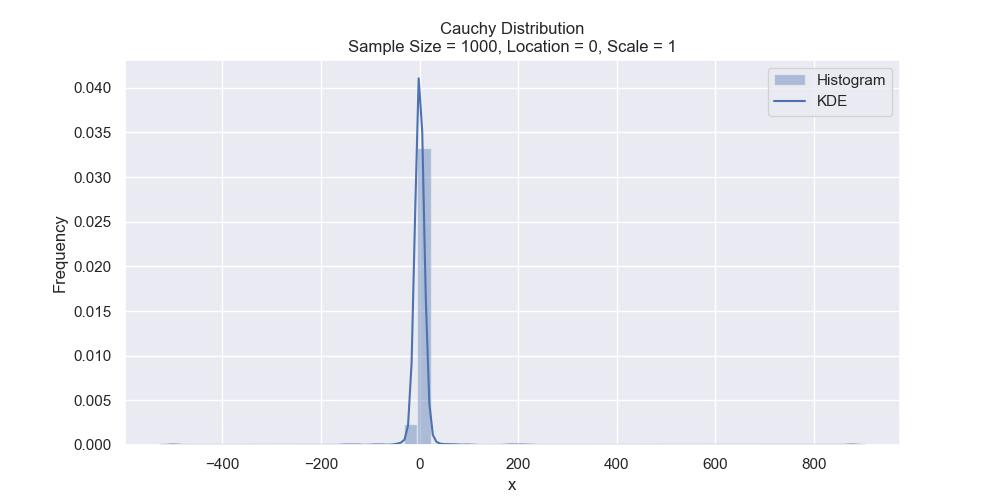 Cauchy Distribution
Sample Size = 1000, Location = 0, Scale = 1
Histogram
KDE
0.040
0.035
0.030
0.025
0.020
0.015
0.010
0.005
0.000
Frequency
−400
−200
0
200
400
600
800
x